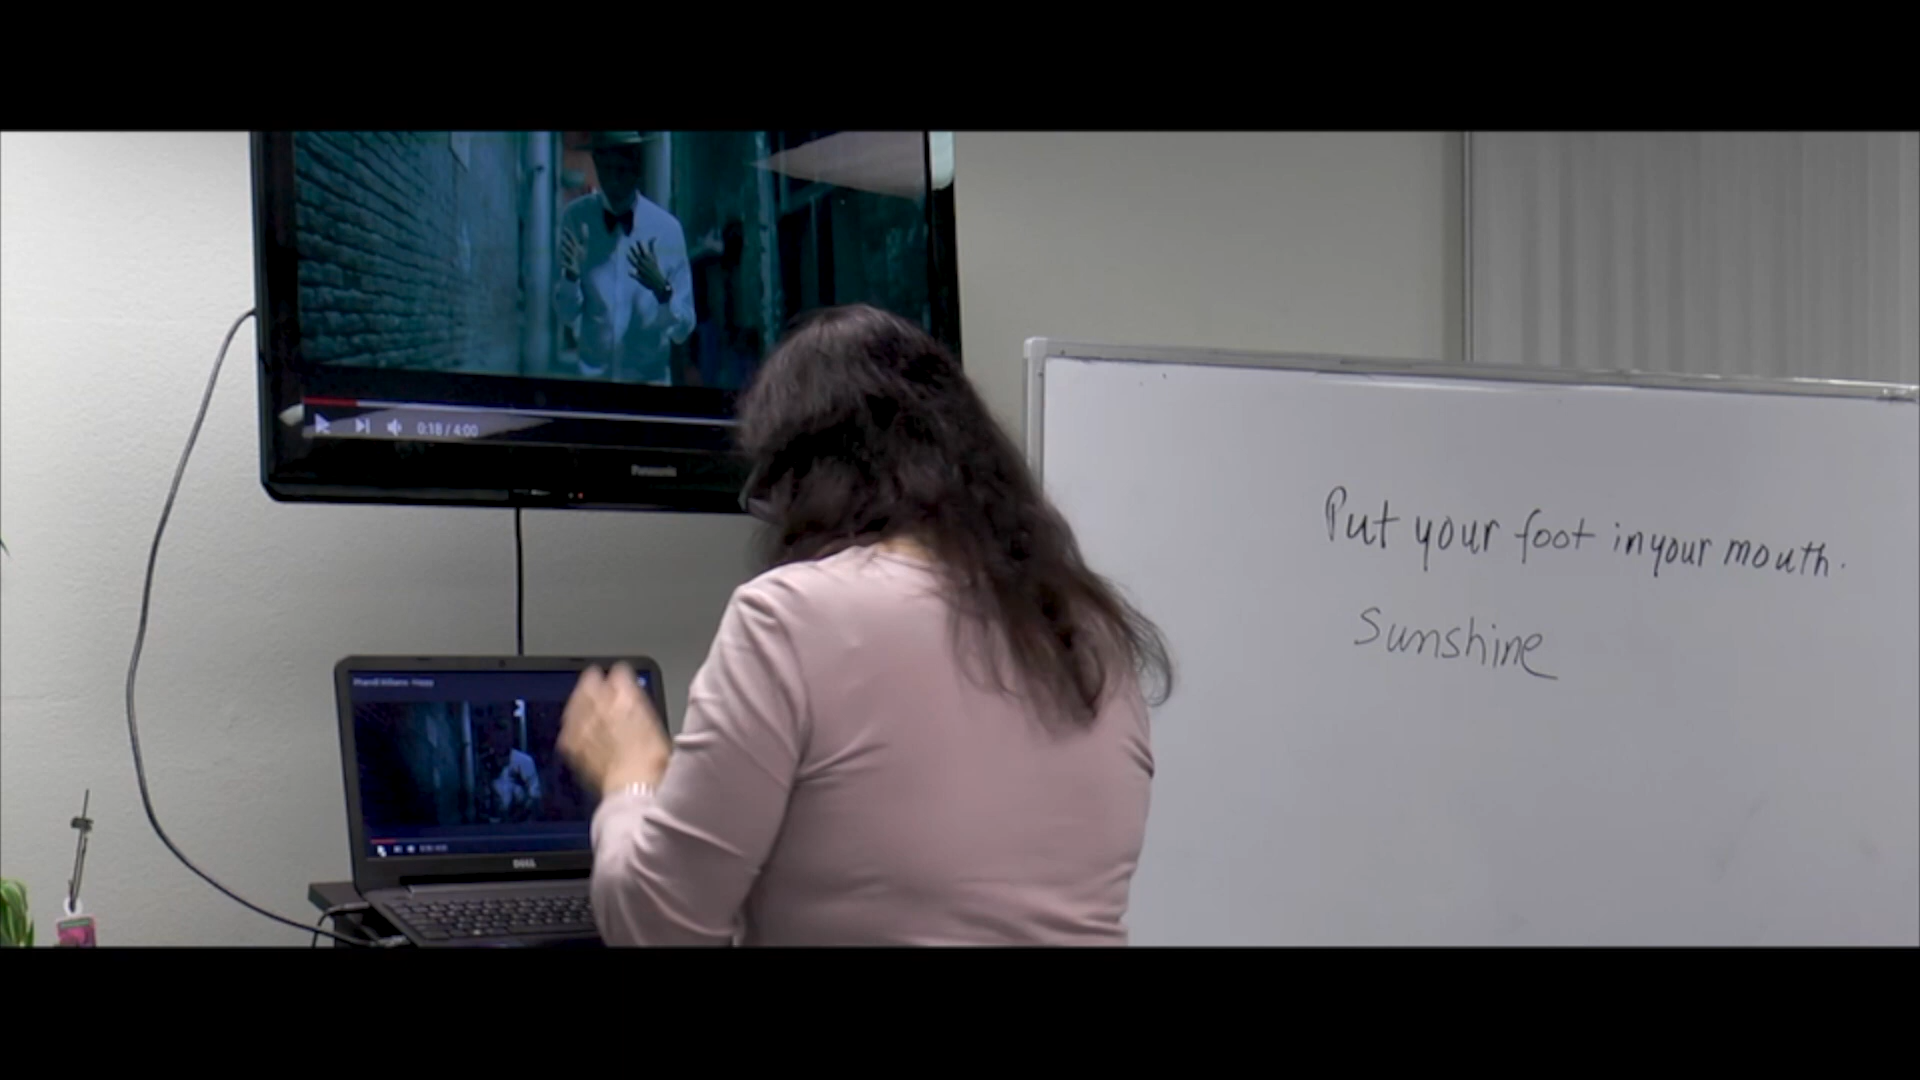 0:18 / 4:00
Panasonic
DELL
Put your foot in your mouth.
Sunshine